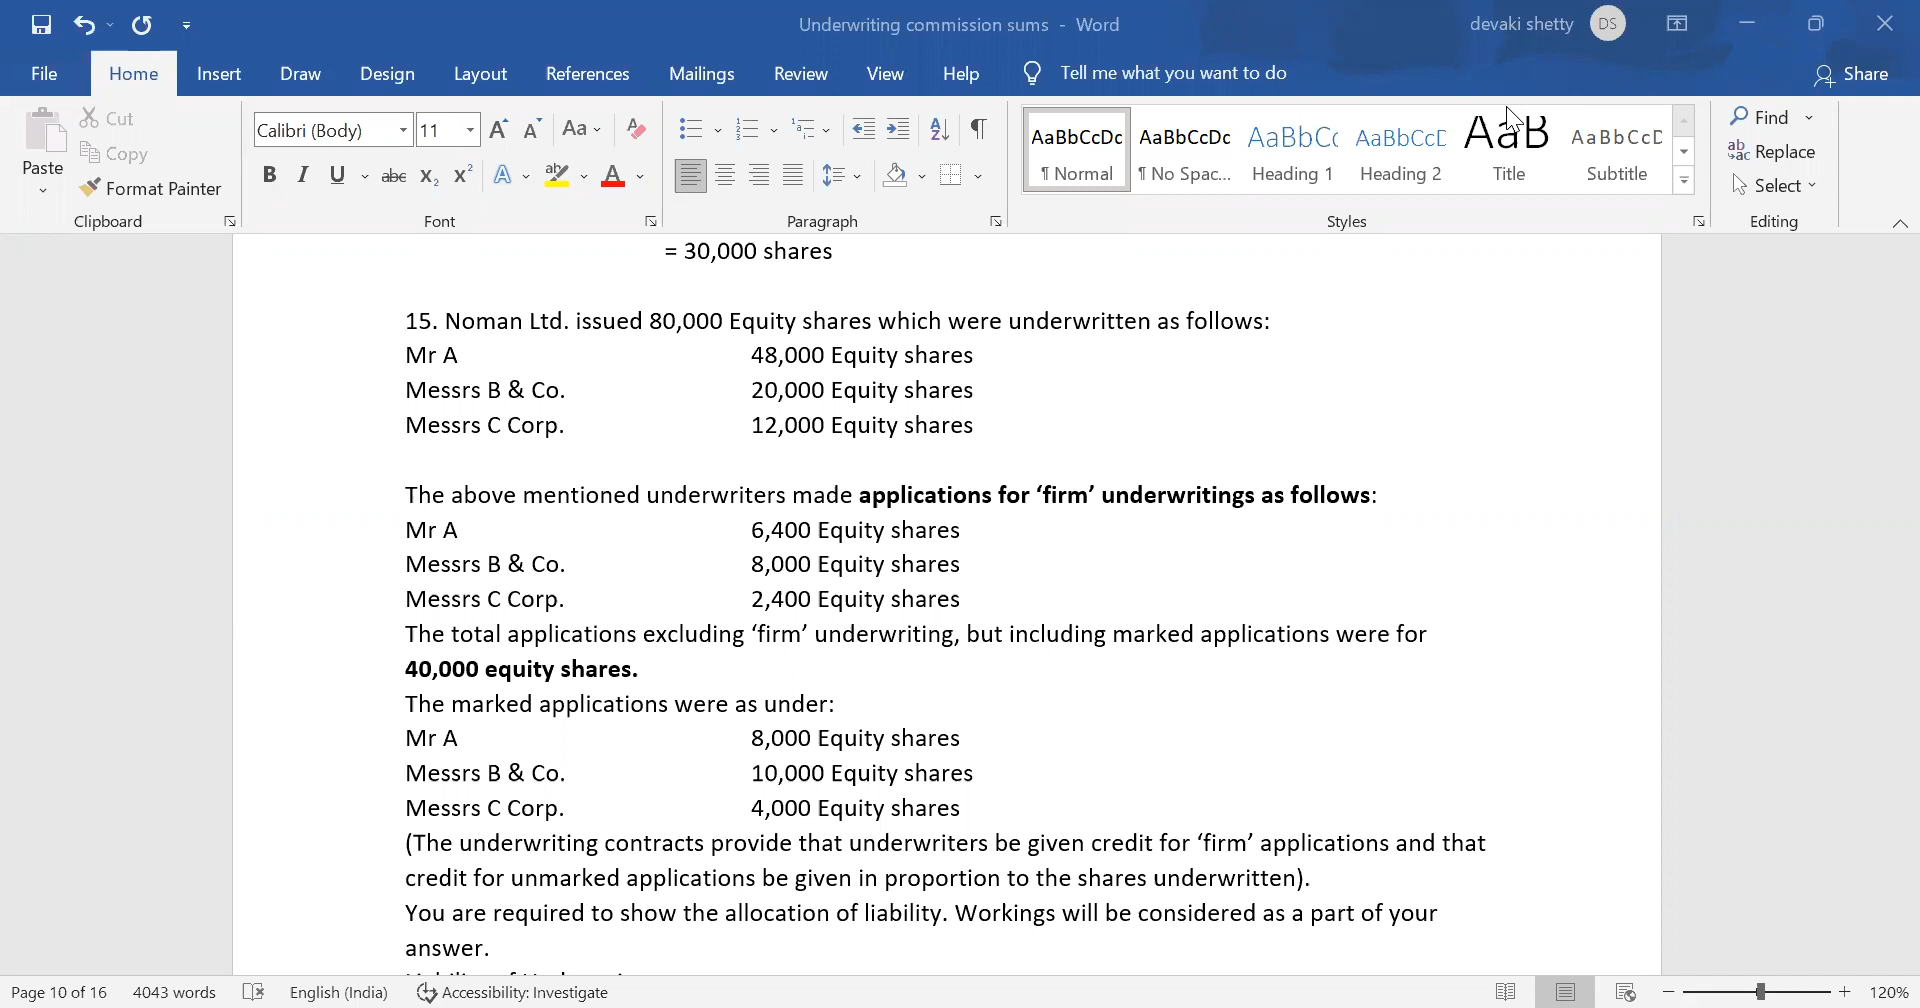 Underwriting commission sums - Word
devaki shetty DS
File Home Insert Draw Design Layout References Mailings Review View Help Tell me what you want to do Share
Paste Cut Copy Format Painter
Clipboard
Calibri (Body) 11 A A Aa
B I U abc X2 X2 A ab A
Font
Paragraph
AaBbCcDc AaBbCcDc AaBbCc AaBbCcD AaB AaBbCcD
¶ Normal ¶ No Spac... Heading 1 Heading 2 Title Subtitle
Styles
Find
Replace
Select
Editing
= 30,000 shares
15. Noman Ltd. issued 80,000 Equity shares which were underwritten as follows:
Mr A 48,000 Equity shares
Messrs B & Co. 20,000 Equity shares
Messrs C Corp. 12,000 Equity shares
The above mentioned underwriters made applications for ‘firm’ underwritings as follows:
Mr A 6,400 Equity shares
Messrs B & Co. 8,000 Equity shares
Messrs C Corp. 2,400 Equity shares
The total applications excluding ‘firm’ underwriting, but including marked applications were for
40,000 equity shares.
The marked applications were as under:
Mr A 8,000 Equity shares
Messrs B & Co. 10,000 Equity shares
Messrs C Corp. 4,000 Equity shares
(The underwriting contracts provide that underwriters be given credit for ‘firm’ applications and that
credit for unmarked applications be given in proportion to the shares underwritten).
You are required to show the allocation of liability. Workings will be considered as a part of your
answer.
Page 10 of 16 4043 words English (India) Accessibility: Investigate 120%